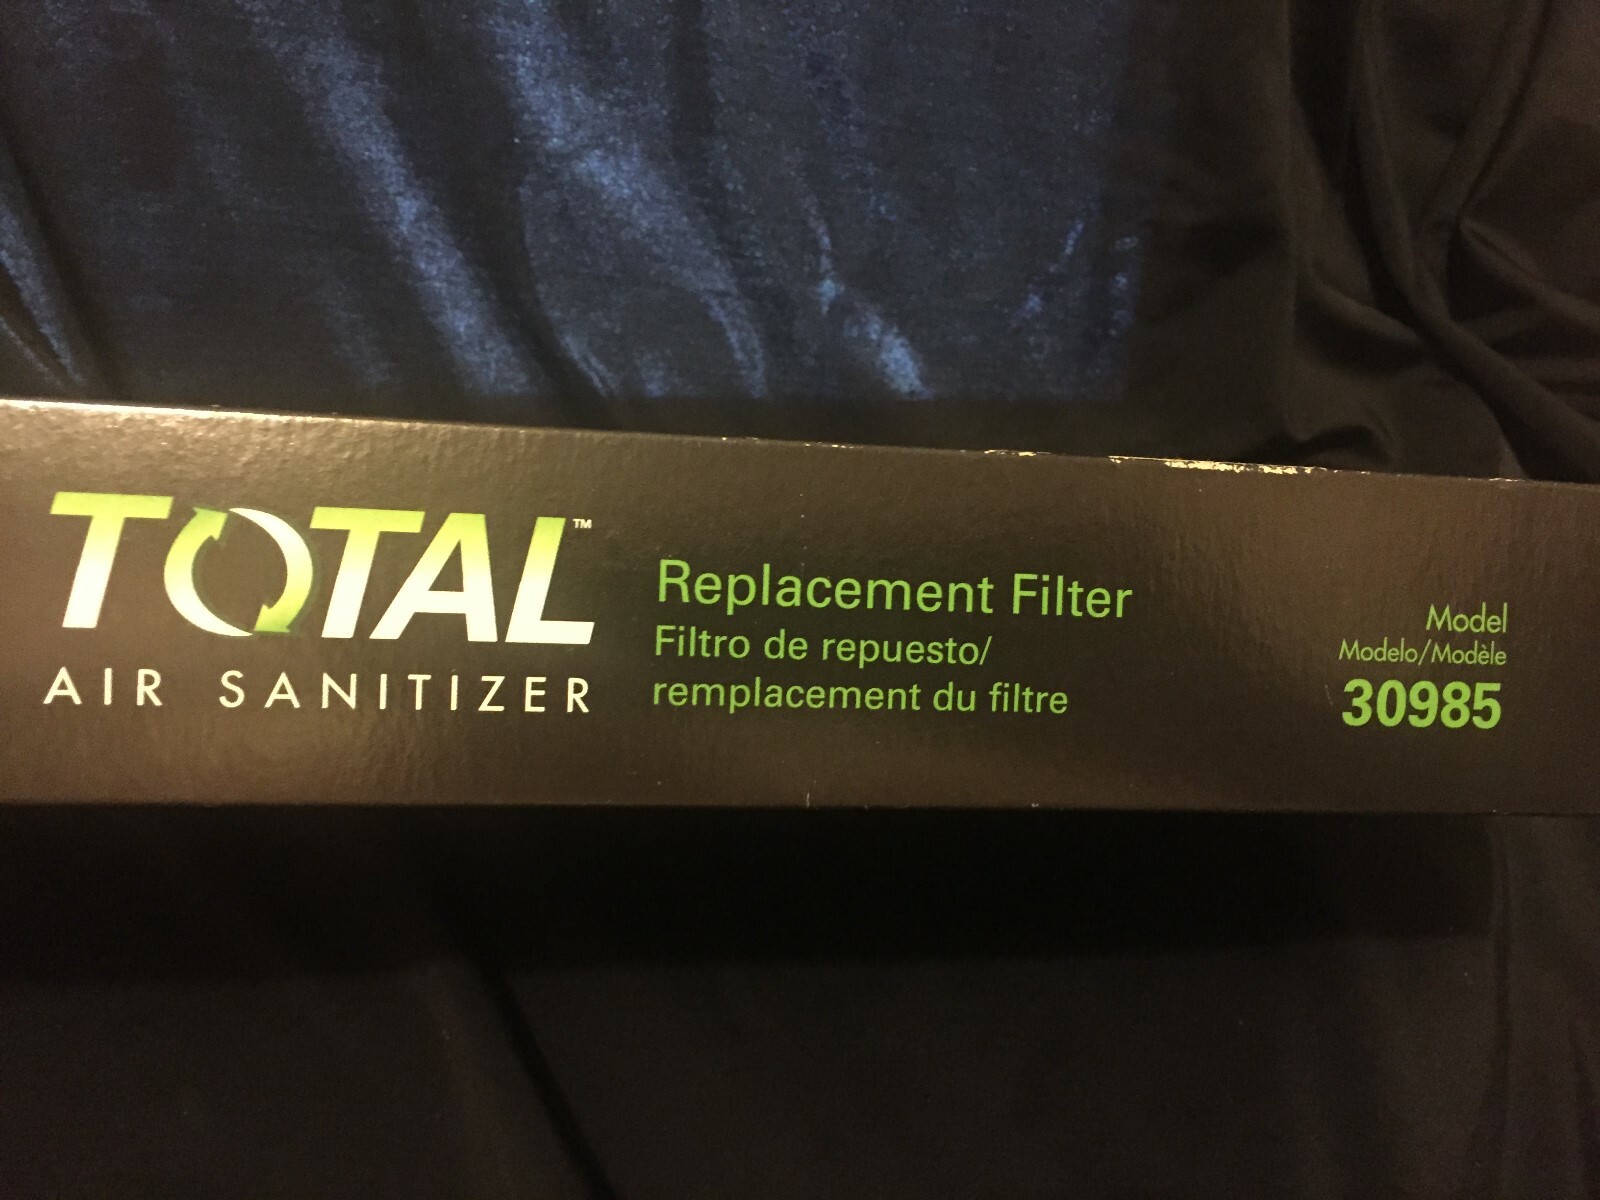 TOTAL™
AIR SANITIZER
Replacement Filter
Filtro de repuesto/
remplacement du filtre
Model
Modelo/Modèle
30985